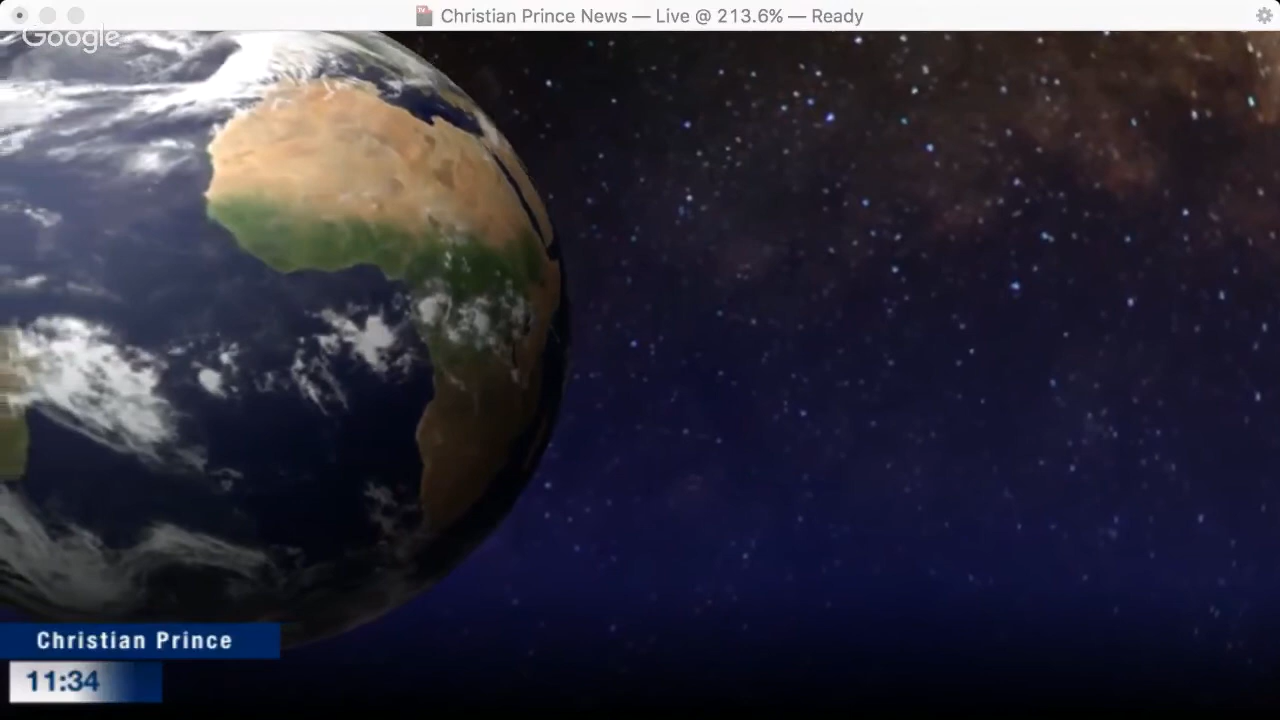 Christian Prince News — Live @ 213.6% — Ready
Google
Christian Prince
11:34